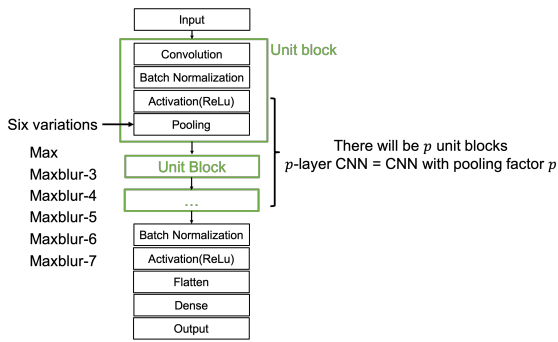 Input
Unit block
Convolution
Batch Normalization
Activation(ReLu)
Pooling
Six variations
Max
Maxblur-3
Maxblur-4
Maxblur-5
Maxblur-6
Maxblur-7
Unit Block
...
There will be p unit blocks
p-layer CNN = CNN with pooling factor p
Batch Normalization
Activation(ReLu)
Flatten
Dense
Output